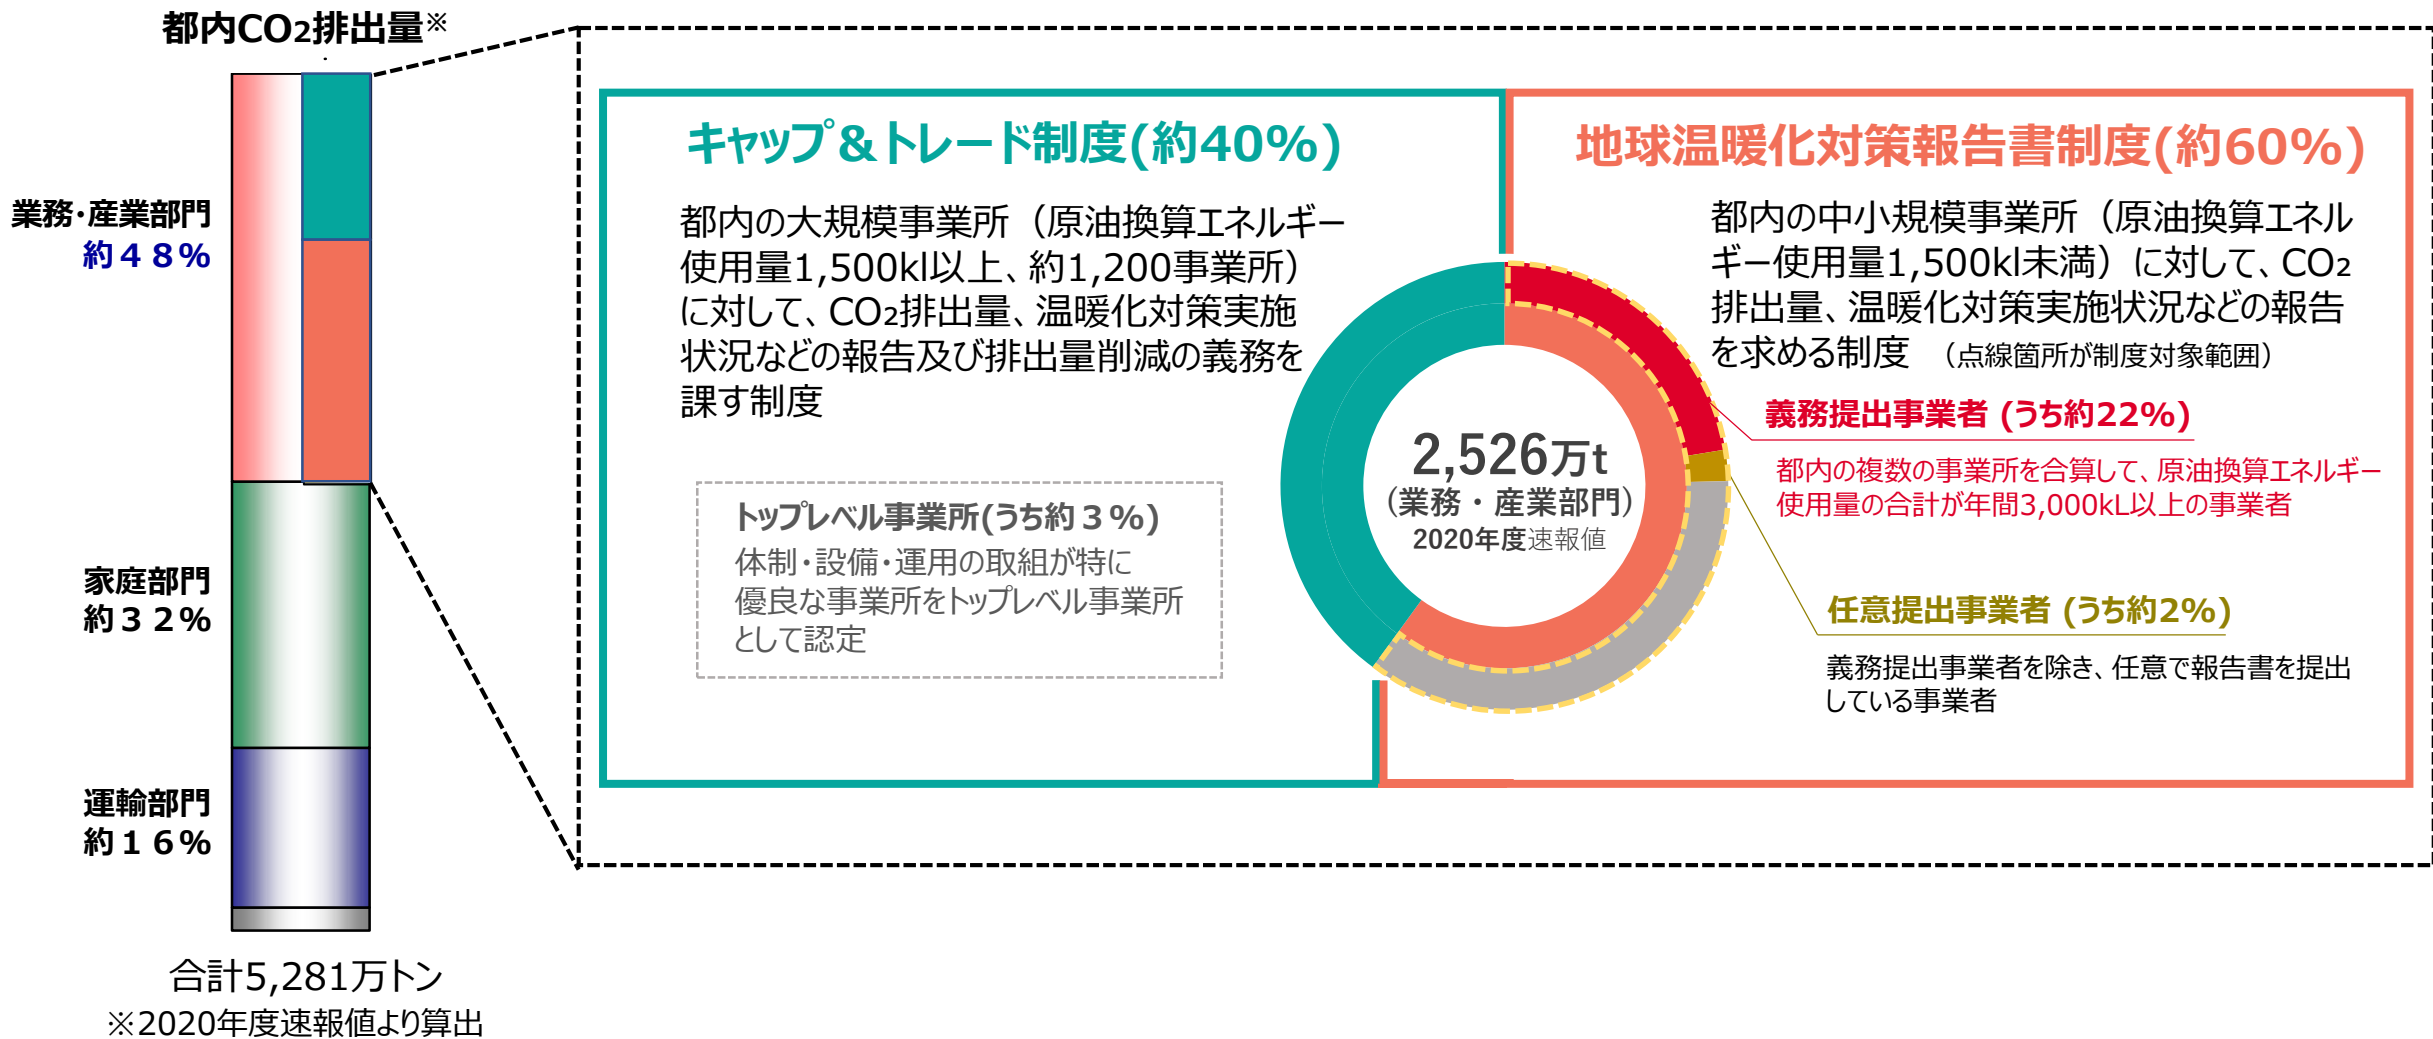 都内CO₂排出量※
業務・産業部門
約４８%
家庭部門
約３２%
運輸部門
約１６%
合計5,281万トン
※2020年度速報値より算出
キャップ＆トレード制度(約40%)
都内の大規模事業所（原油換算エネルギー
使用量1,500kl以上、約1,200事業所）
に対して、CO₂排出量、温暖化対策実施
状況などの報告及び排出量削減の義務を
課す制度
トップレベル事業所(うち約３%)
体制・設備・運用の取組が特に
優良な事業所をトップレベル事業所
として認定
2,526万t
(業務・産業部門)
2020年度速報値
地球温暖化対策報告書制度(約60%)
都内の中小規模事業所（原油換算エネル
ギー使用量1,500kl未満）に対して、CO₂
排出量、温暖化対策実施状況などの報告
を求める制度 （点線箇所が制度対象範囲）
義務提出事業者 (うち約22%)
都内の複数の事業所を合算して、原油換算エネルギー
使用量の合計が年間3,000kL以上の事業者
任意提出事業者 (うち約2%)
義務提出事業者を除き、任意で報告書を提出
している事業者